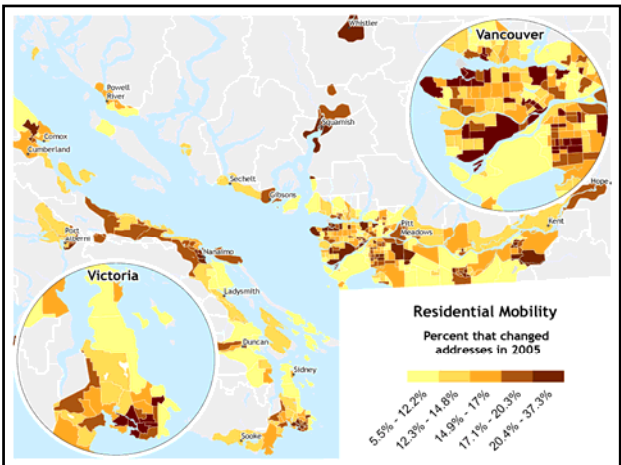 Whistler
Vancouver
Powell
River
Squamish
Comox
Cumberland
Sechelt
Gibsons
Hope
Kent
Pitt
Meadows
Port
Alberni
Nanaimo
Victoria
Ladysmith
Duncan
Sidney
Sooke
Residential Mobility
Percent that changed
addresses in 2005
5.5% - 12.2%
12.3% - 14.8%
14.9% - 17%
17.1% - 20.3%
20.4% - 37.3%